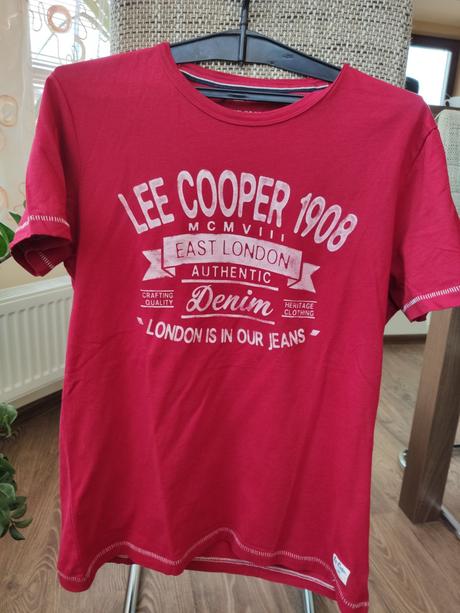 LEE COOPER 1908
MCMVIII
EAST LONDON
AUTHENTIC
CRAFTING
QUALITY
Denim
HERITAGE
CLOTHING
LONDON IS IN OUR JEANS